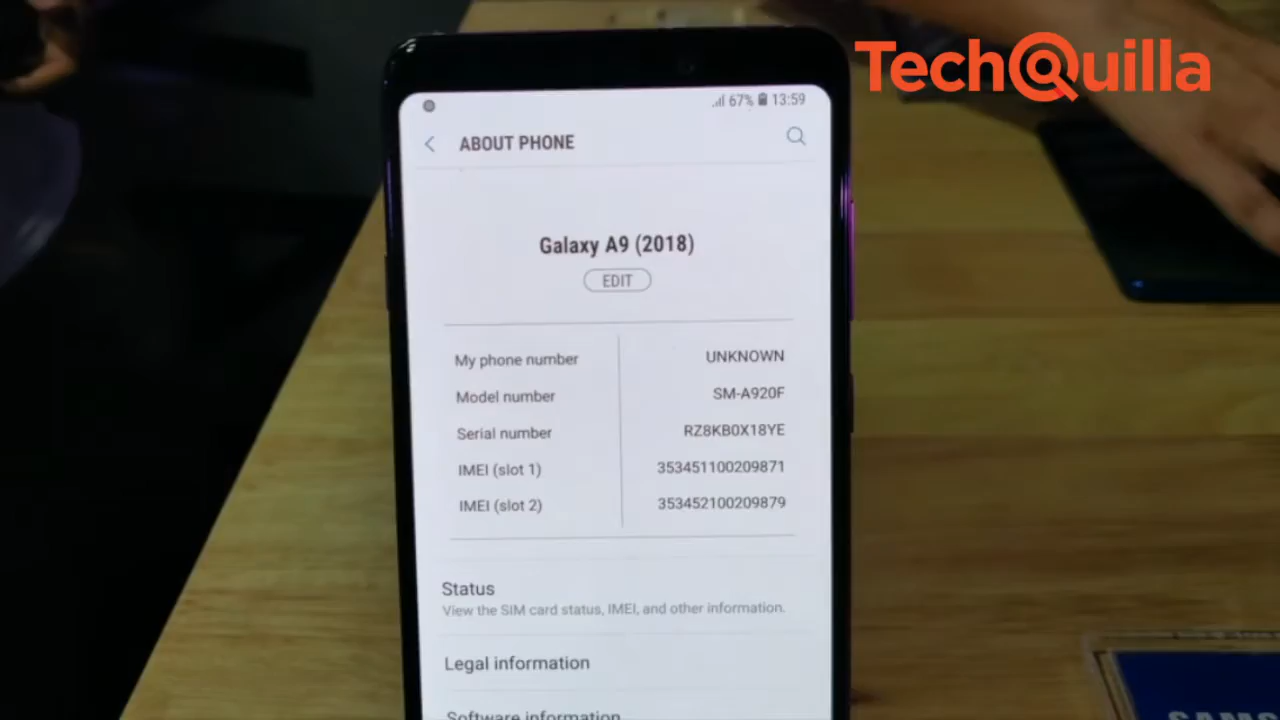 TechQuilla
67% 13:59
ABOUT PHONE
Galaxy A9 (2018)
EDIT
My phone number UNKNOWN
Model number SM-A920F
Serial number RZ8KB0X18YE
IMEI (slot 1) 353451100209871
IMEI (slot 2) 353452100209879
Status
View the SIM card status, IMEI, and other information.
Legal information
Software information
SAMS